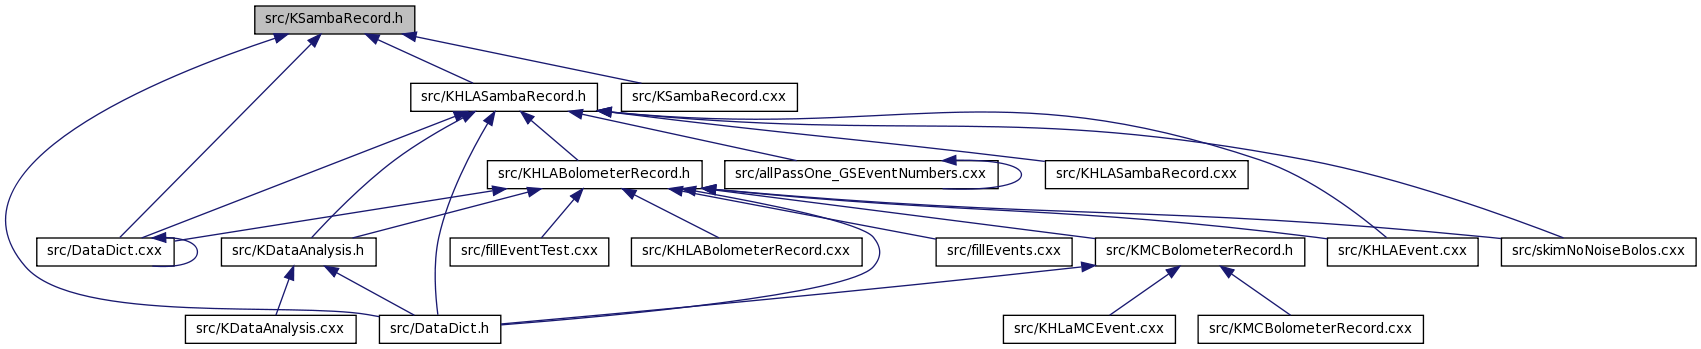 src/KSambaRecord.h
src/KHLASambaRecord.h
src/KSambaRecord.cxx
src/KHLABolometerRecord.h
src/allPassOne_GSEventNumbers.cxx
src/KHLASambaRecord.cxx
src/DataDict.cxx
src/KDataAnalysis.h
src/fillEventTest.cxx
src/KHLABolometerRecord.cxx
src/fillEvents.cxx
src/KMCBolometerRecord.h
src/KHLAEvent.cxx
src/skimNoNoiseBolos.cxx
src/KDataAnalysis.cxx
src/DataDict.h
src/KHLaMCEvent.cxx
src/KMCBolometerRecord.cxx